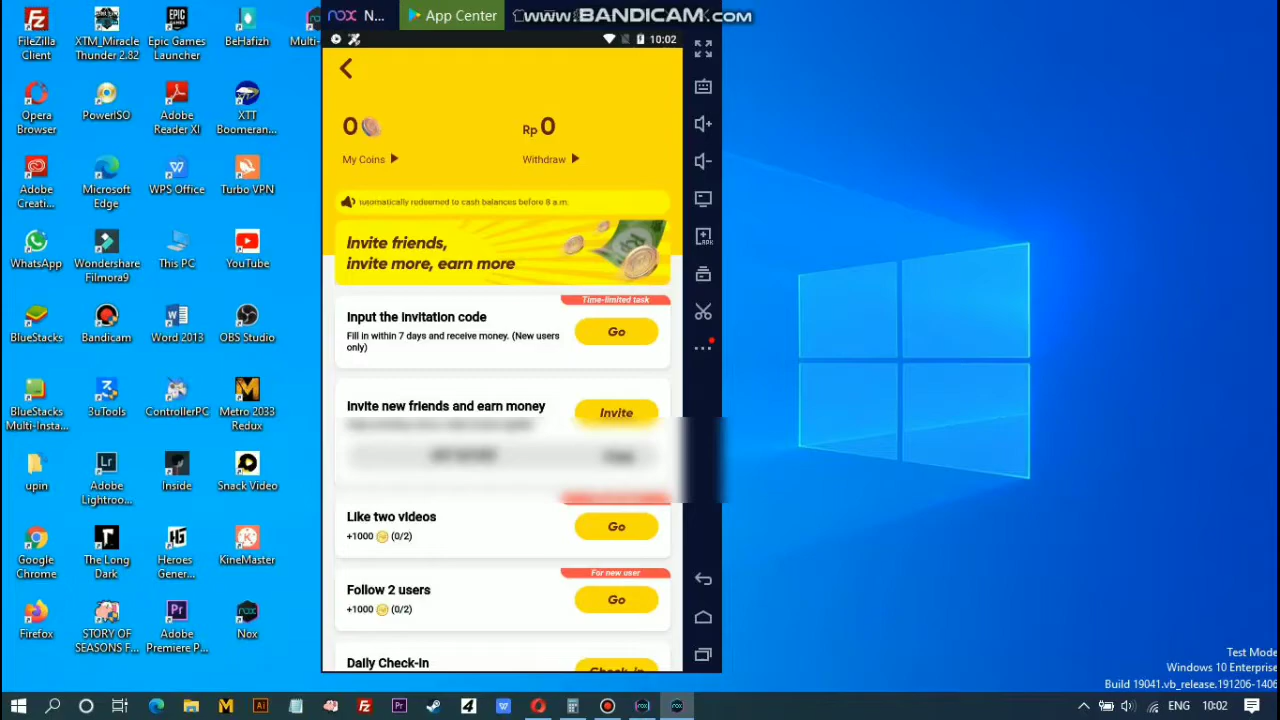 FileZilla
Client
XTM_Miracle
Thunder 2.82
Epic Games
Launcher
BeHafizh
Multi-
Opera
Browser
PowerISO
Adobe
Reader XI
XTT
Boomeran...
Adobe
Creati...
Microsoft
Edge
WPS Office
Turbo VPN
WhatsApp
Wondershare
Filmora9
This PC
YouTube
BlueStacks
Bandicam
Word 2013
OBS Studio
BlueStacks
Multi-Insta...
3uTools
ControllerPC
Metro 2033
Redux
upin
Adobe
Lightroo...
Inside
Snack Video
Google
Chrome
The Long
Dark
Heroes
Gener...
KineMaster
Firefox
STORY OF
SEASONS F...
Adobe
Premiere P...
Nox
nox N...
App Center
www.BANDICAM.com
10:02
0
Rp 0
My Coins
Withdraw
utomatically redeemed to cash balances before 8 a.m.
Invite friends,
invite more, earn more
Time-limited task
Input the invitation code
Go
Fill in within 7 days and receive money. (New users
only)
Invite new friends and earn money
Invite
Like two videos
Go
+1000 (0/2)
For new user
Follow 2 users
Go
+1000 (0/2)
Daily Check-in
Check-in
Test Mode
Windows 10 Enterprise
Build 19041.vb_release.191206-1406
ENG
10:02